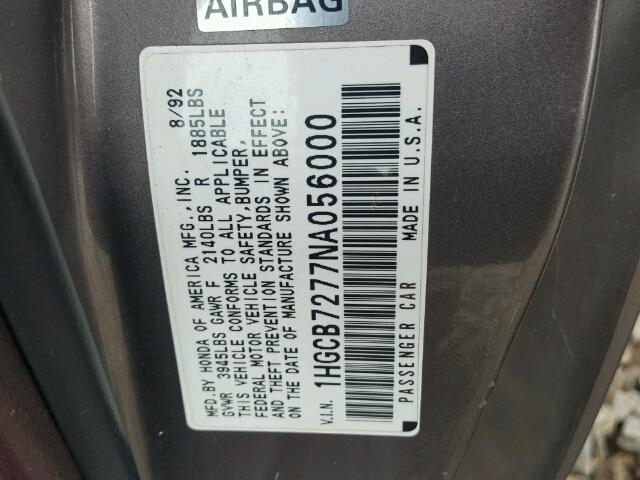 AIRBAG
MFD.BY HONDA OF AMERICA MFG.,INC. 8/92
GVWR 3945LBS GAWR F 2140LBS R 1885LBS
THIS VEHICLE CONFORMS TO ALL APPLICABLE
FEDERAL MOTOR VEHICLE SAFETY,BUMPER,
AND THEFT PREVENTION STANDARDS IN EFFECT
ON THE DATE OF MANUFACTURE SHOWN ABOVE:
V.I.N. 1HGCB7277NA056000
PASSENGER CAR MADE IN U.S.A.